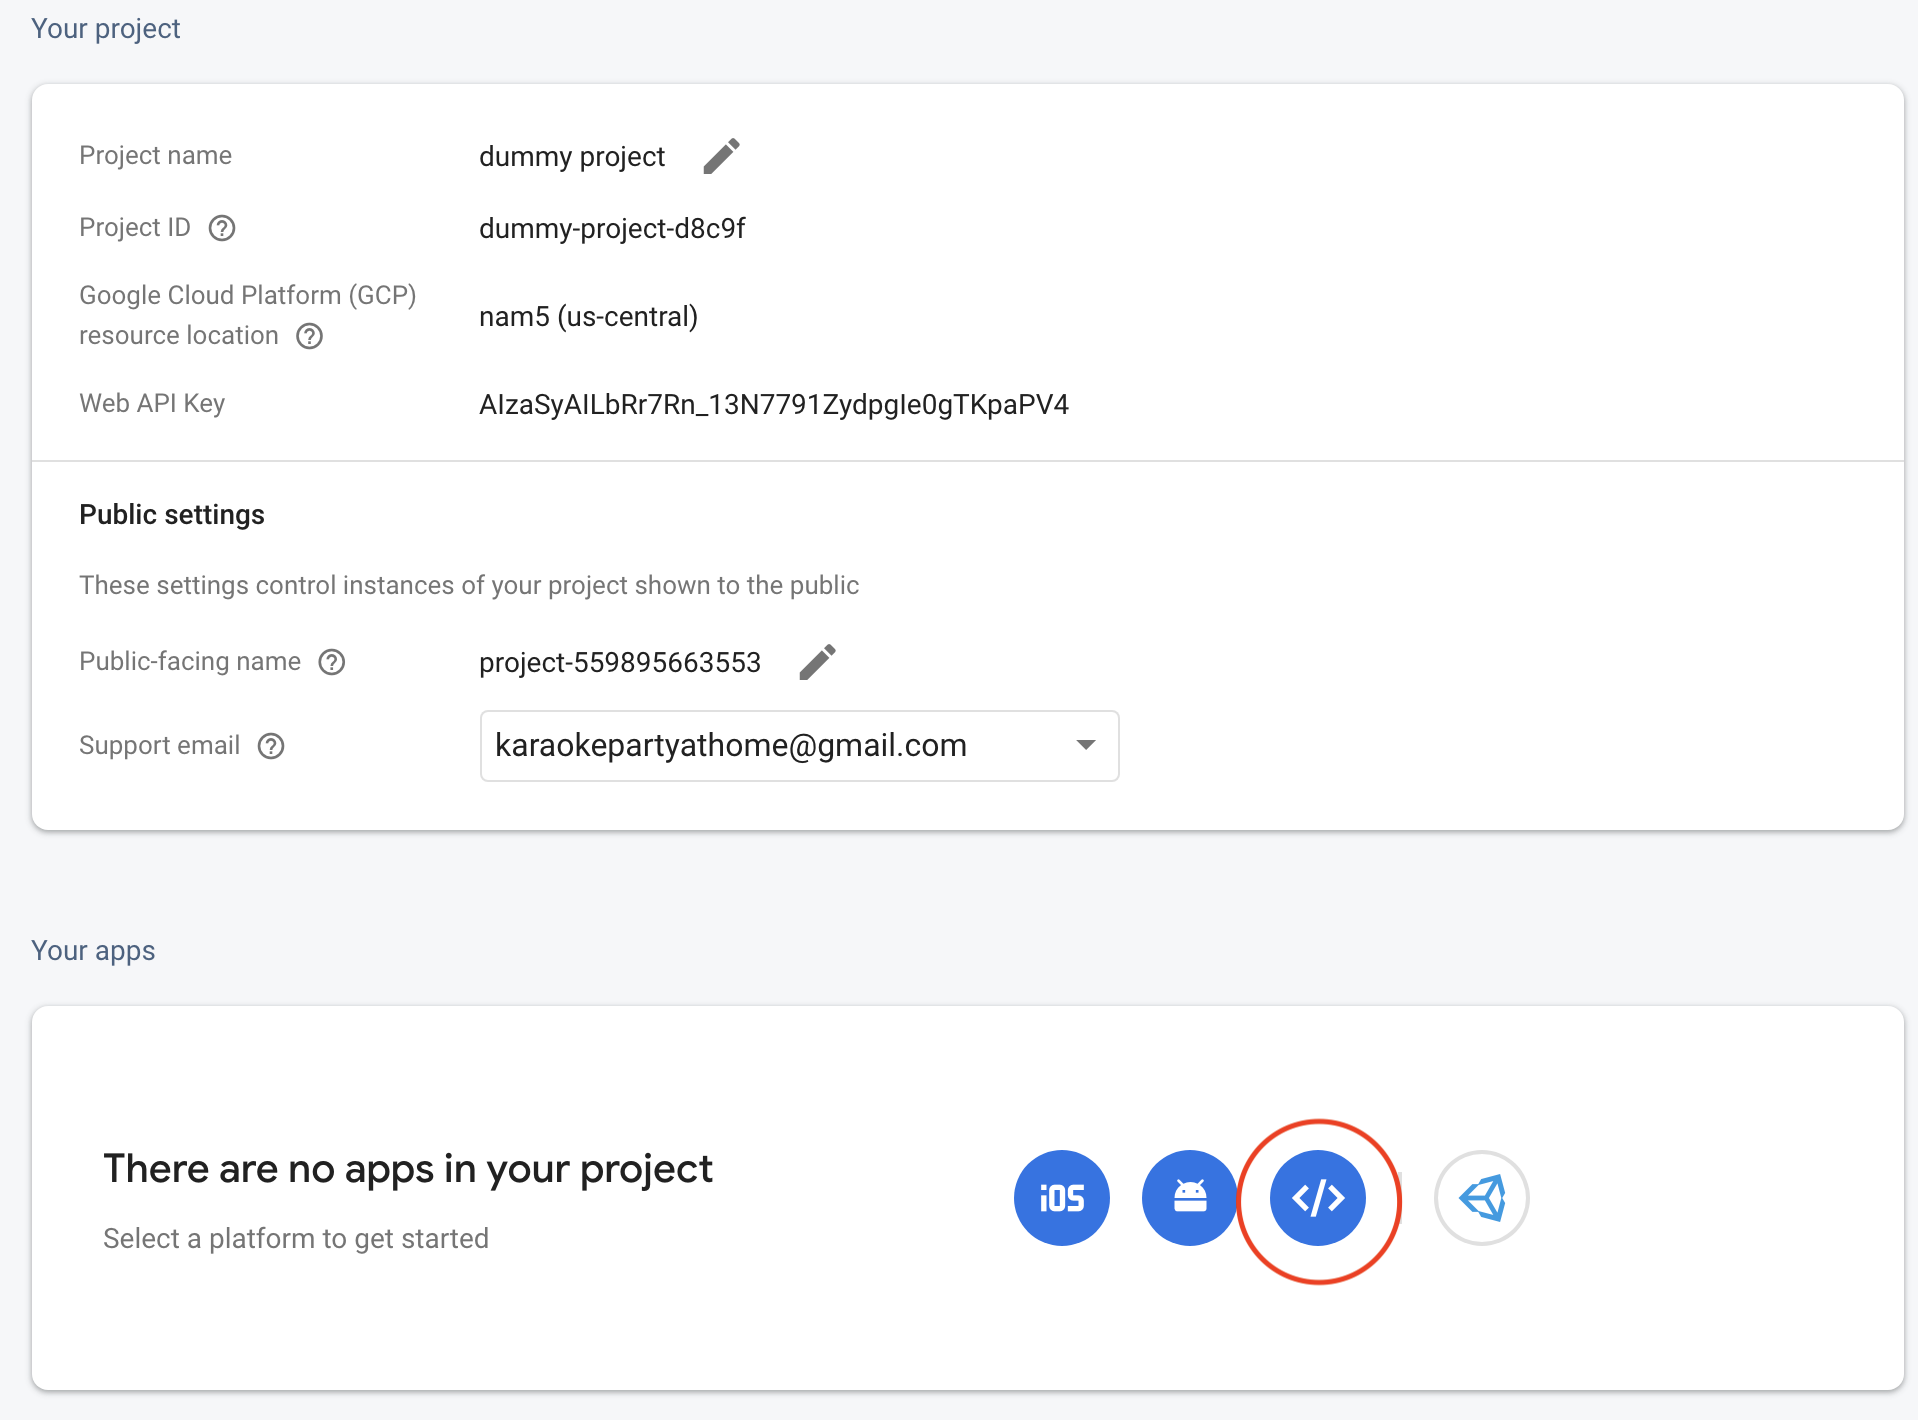 Your project
Project name
dummy project
Project ID
dummy-project-d8c9f
Google Cloud Platform (GCP)
resource location
nam5 (us-central)
Web API Key
AIzaSyAILbRr7Rn_13N7791ZydpgIe0gTKpaPV4
Public settings
These settings control instances of your project shown to the public
Public-facing name
project-559895663553
Support email
karaokepartyathome@gmail.com
Your apps
There are no apps in your project
Select a platform to get started
iOS